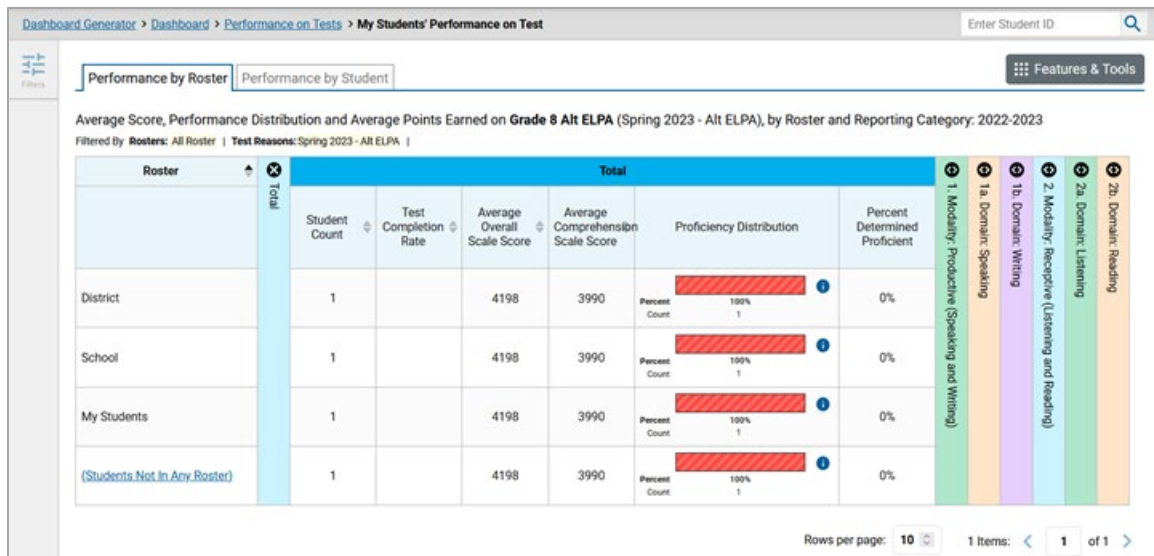 Dashboard Generator > Dashboard > Performance on Tests > My Students' Performance on Test
Enter Student ID
Filters
Performance by Roster
Performance by Student
Features & Tools
Average Score, Performance Distribution and Average Points Earned on Grade 8 Alt ELPA (Spring 2023 - Alt ELPA), by Roster and Reporting Category: 2022-2023
Filtered By Rosters: All Roster | Test Reasons: Spring 2023 - Alt ELPA |
Roster
Total
Total
Student Count
Test Completion Rate
Average Overall Scale Score
Average Comprehension Scale Score
Proficiency Distribution
Percent Determined Proficient
1. Modality: Productive (Speaking and Writing)
1a. Domain: Speaking
1b. Domain: Writing
2. Modality: Receptive (Listening and Reading)
2a. Domain: Listening
2b. Domain: Reading
District 1 4198 3990 Percent 100% Count 1 0%
School 1 4198 3990 Percent 100% Count 1 0%
My Students 1 4198 3990 Percent 100% Count 1 0%
(Students Not In Any Roster) 1 4198 3990 Percent 100% Count 1 0%
Rows per page: 10 1 Items: < 1 of 1 >